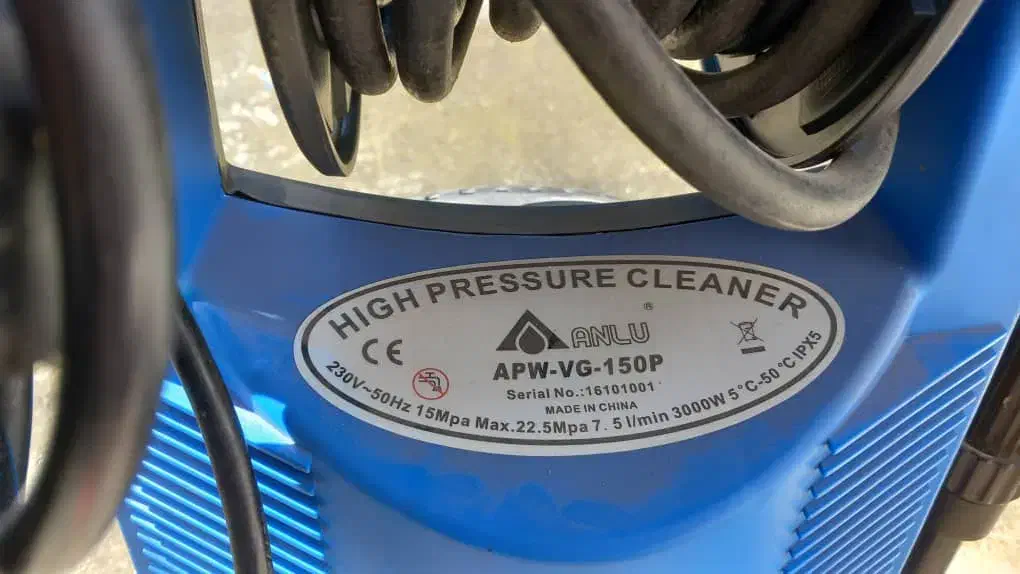 HIGH PRESSURE CLEANER
®
ANLU
CE
APW-VG-150P
Serial No.:16101001
MADE IN CHINA
230V~50Hz 15Mpa Max.22.5Mpa 7.5 l/min 3000W 5°C-50°C IPX5